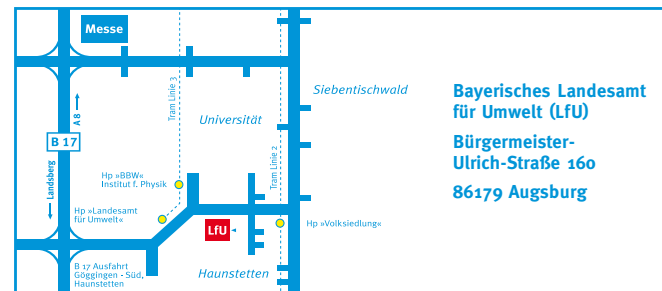 Messe
Siebentischwald
Tram Linie 3
A 8
Universität
B 17
Tram Linie 2
Landsberg
Hp »BBW«
Institut f. Physik
Hp »Landesamt
für Umwelt«
LfU
Hp »Volksiedlung«
B 17 Ausfahrt
Göggingen - Süd,
Haunstetten
Haunstetten
Bayerisches Landesamt
für Umwelt (LfU)
Bürgermeister-
Ulrich-Straße 160
86179 Augsburg